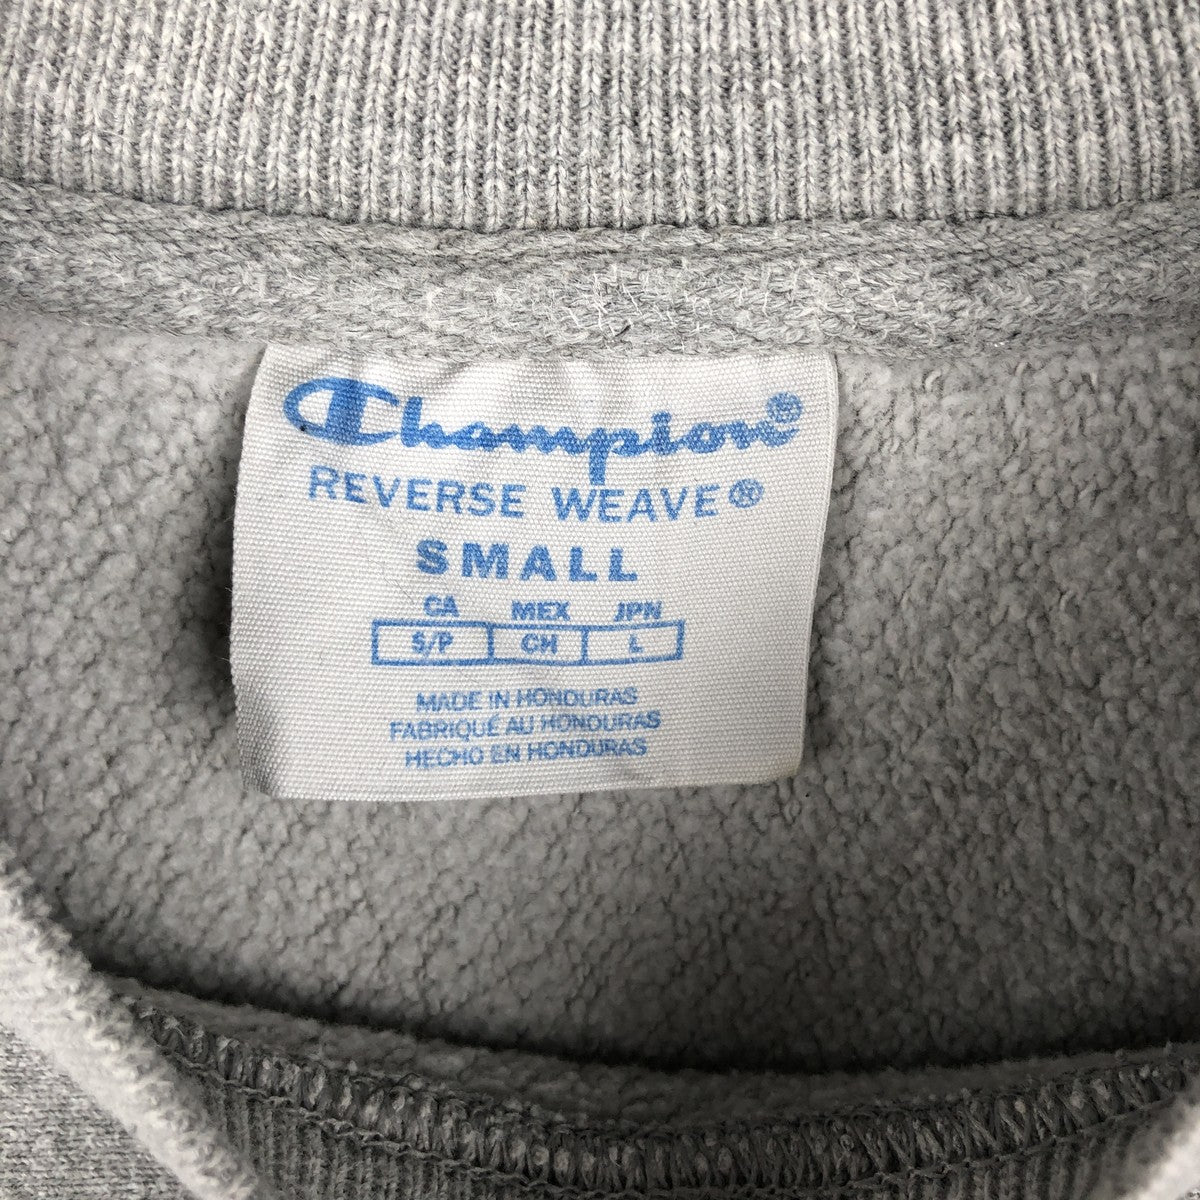 Champion®
REVERSE WEAVE®
SMALL
CA MEX JPN
S/P CH L
MADE IN HONDURAS
FABRIQUÉ AU HONDURAS
HECHO EN HONDURAS